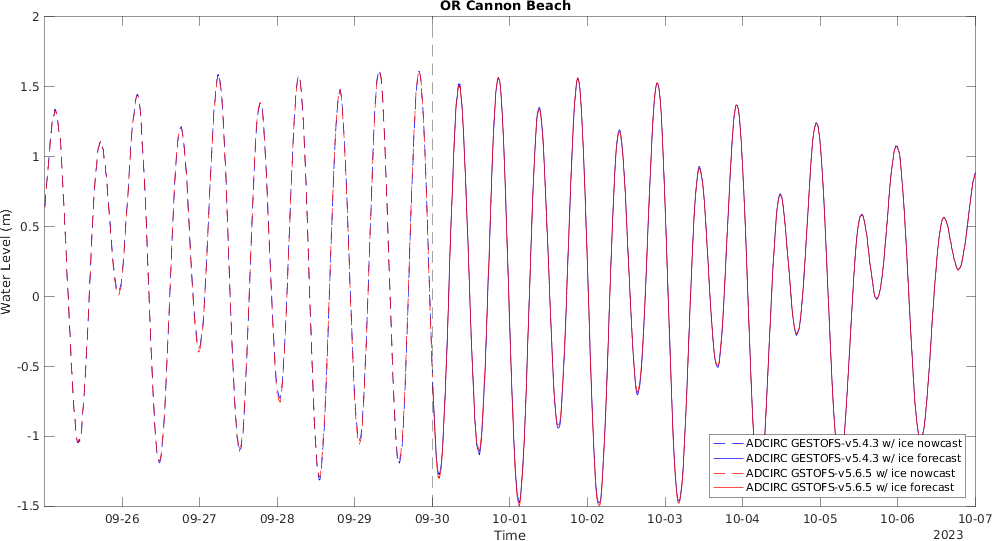 OR Cannon Beach
2
1.5
1
0.5
0
-0.5
-1
-1.5
Water Level (m)
09-26 09-27 09-28 09-29 09-30 10-01 10-02 10-03 10-04 10-05 10-06 10-07
Time
2023
ADCIRC GESTOFS-v5.4.3 w/ ice nowcast
ADCIRC GESTOFS-v5.4.3 w/ ice forecast
ADCIRC GSTOFS-v5.6.5 w/ ice nowcast
ADCIRC GSTOFS-v5.6.5 w/ ice forecast